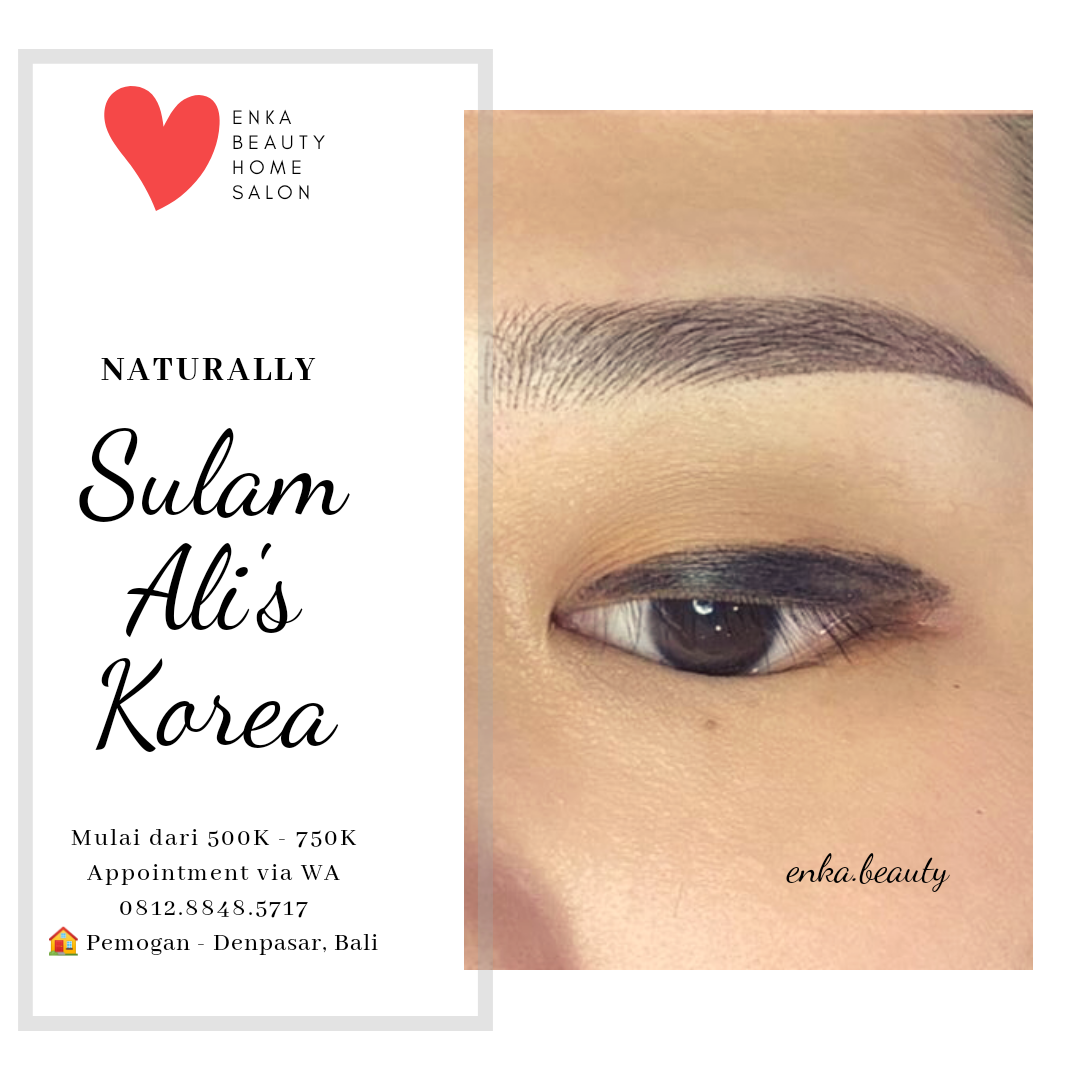 ENKA
BEAUTY
HOME
SALON
NATURALLY
Sulam
Ali's
Korea
Mulai dari 500K - 750K
Appointment via WA
0812.8848.5717
Pemogan - Denpasar, Bali
enka.beauty